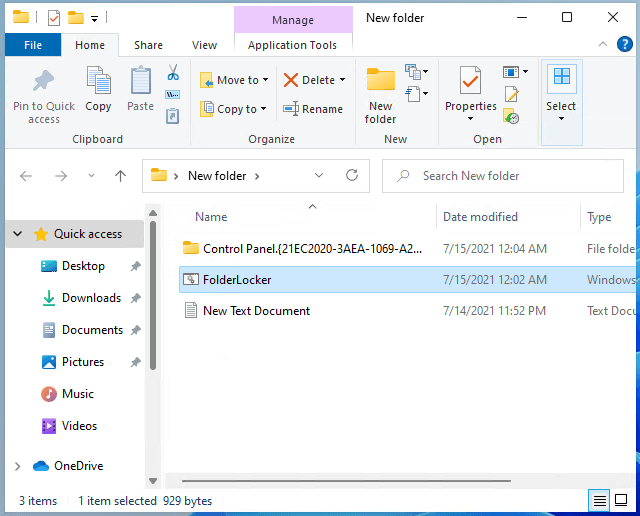 Manage New folder
File Home Share View Application Tools
Pin to Quick access
Copy
Paste
Clipboard
Move to
Copy to
Delete
Rename
Organize
New folder
New
Properties
Open
Select
New folder
Search New folder
Name Date modified Type
Control Panel.{21EC2020-3AEA-1069-A2... 7/15/2021 12:04 AM File folde
FolderLocker 7/15/2021 12:02 AM Windows
New Text Document 7/14/2021 11:52 PM Text Docu
Quick access
Desktop
Downloads
Documents
Pictures
Music
Videos
OneDrive
3 items 1 item selected 929 bytes